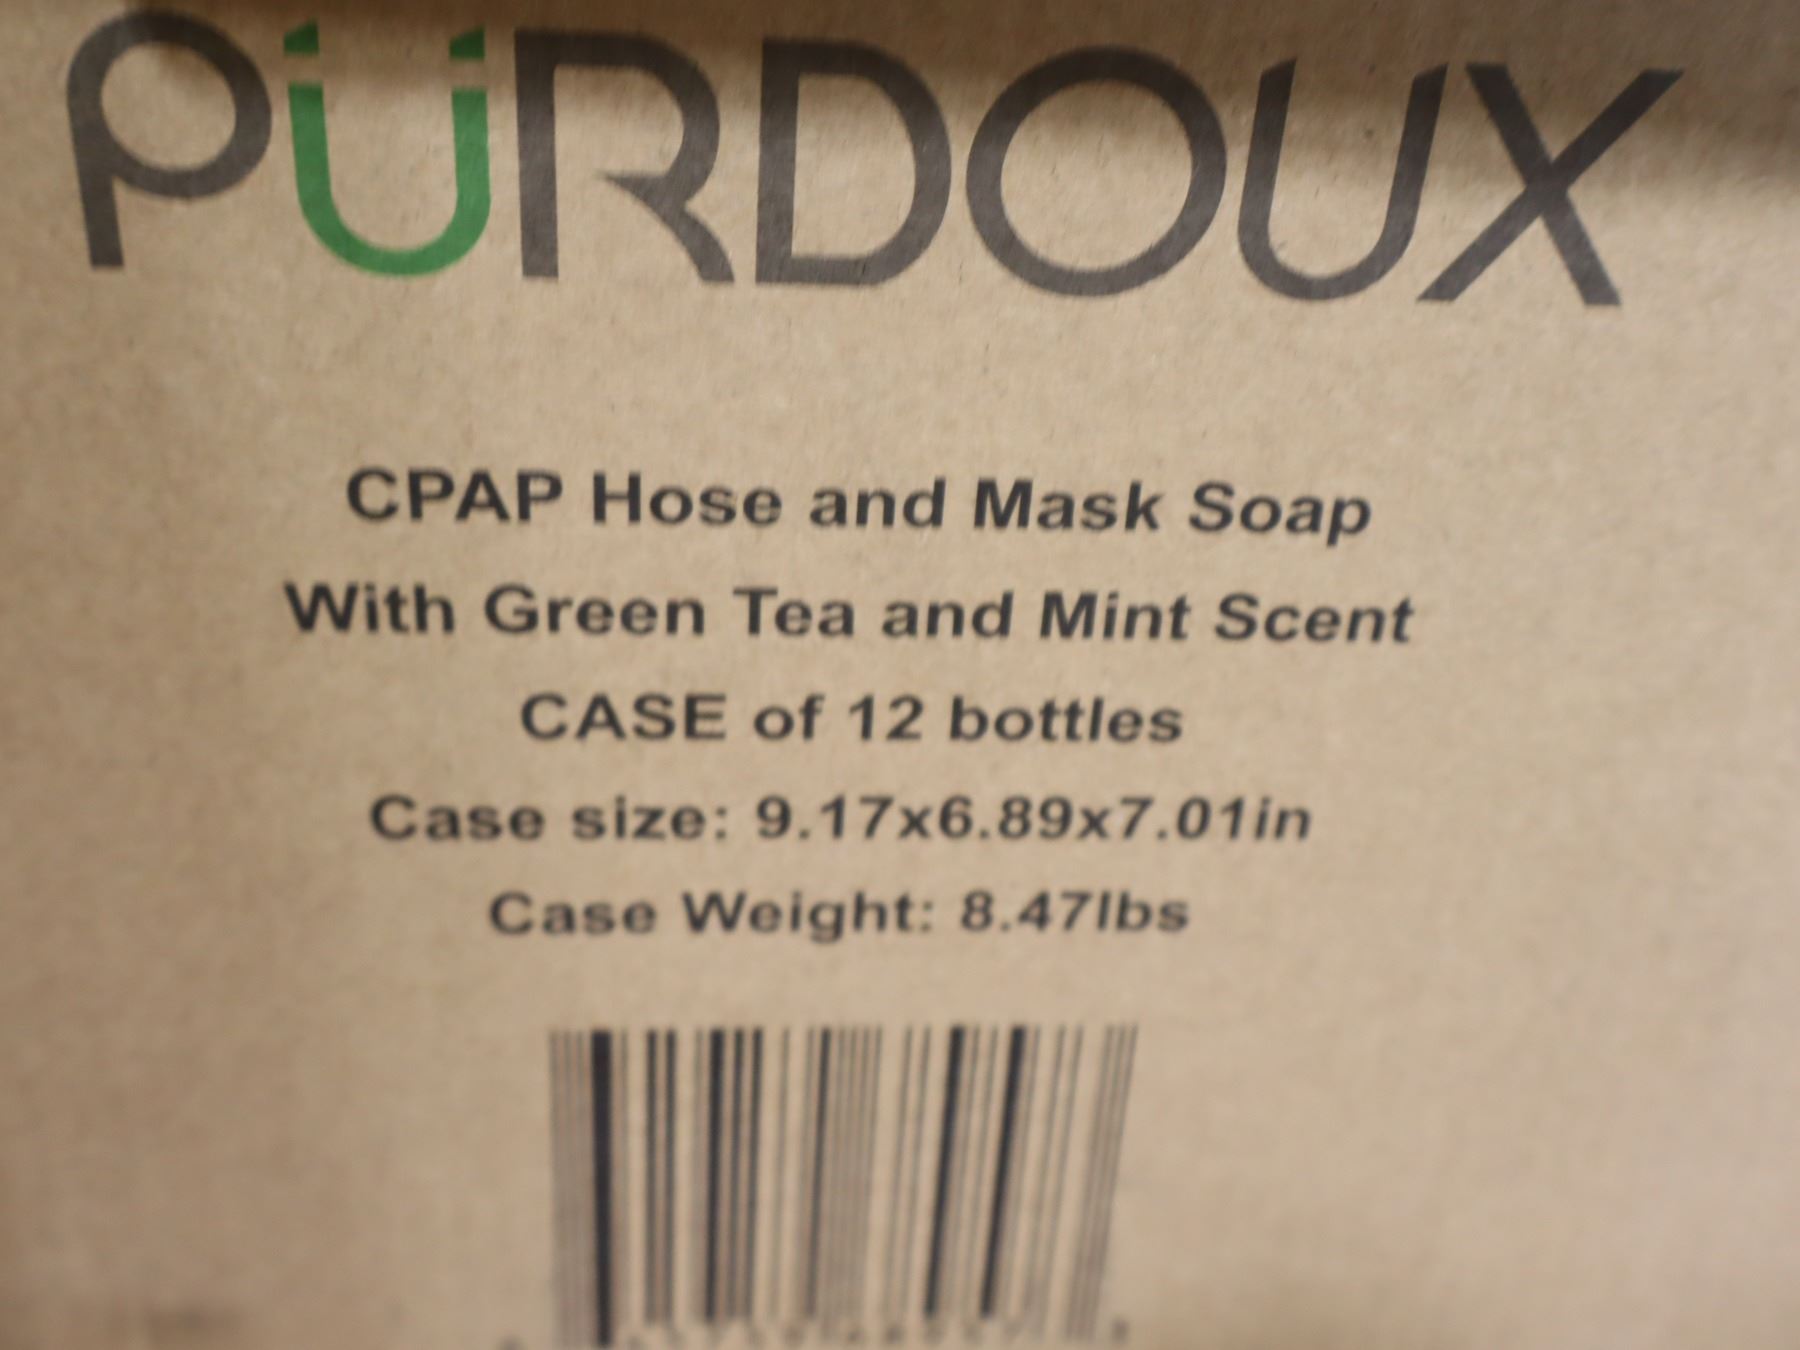 PÜRDOUX
CPAP Hose and Mask Soap
With Green Tea and Mint Scent
CASE of 12 bottles
Case size: 9.17x6.89x7.01in
Case Weight: 8.47lbs